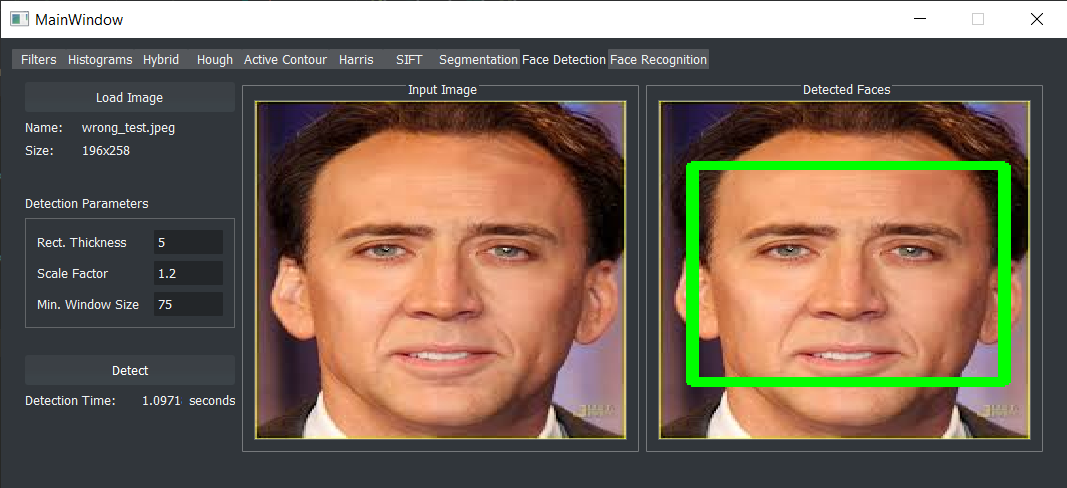 MainWindow
Filters Histograms Hybrid Hough Active Contour Harris SIFT Segmentation Face Detection Face Recognition
Load Image
Name: wrong_test.jpeg
Size: 196x258
Detection Parameters
Rect. Thickness 5
Scale Factor 1.2
Min. Window Size 75
Detect
Detection Time: 1.0971 seconds
Input Image
Detected Faces